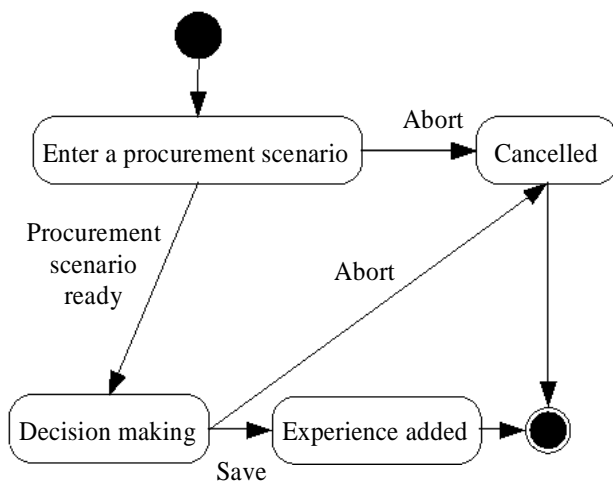 Abort
Enter a procurement scenario
Cancelled
Procurement
scenario
ready
Abort
Decision making
Experience added
Save